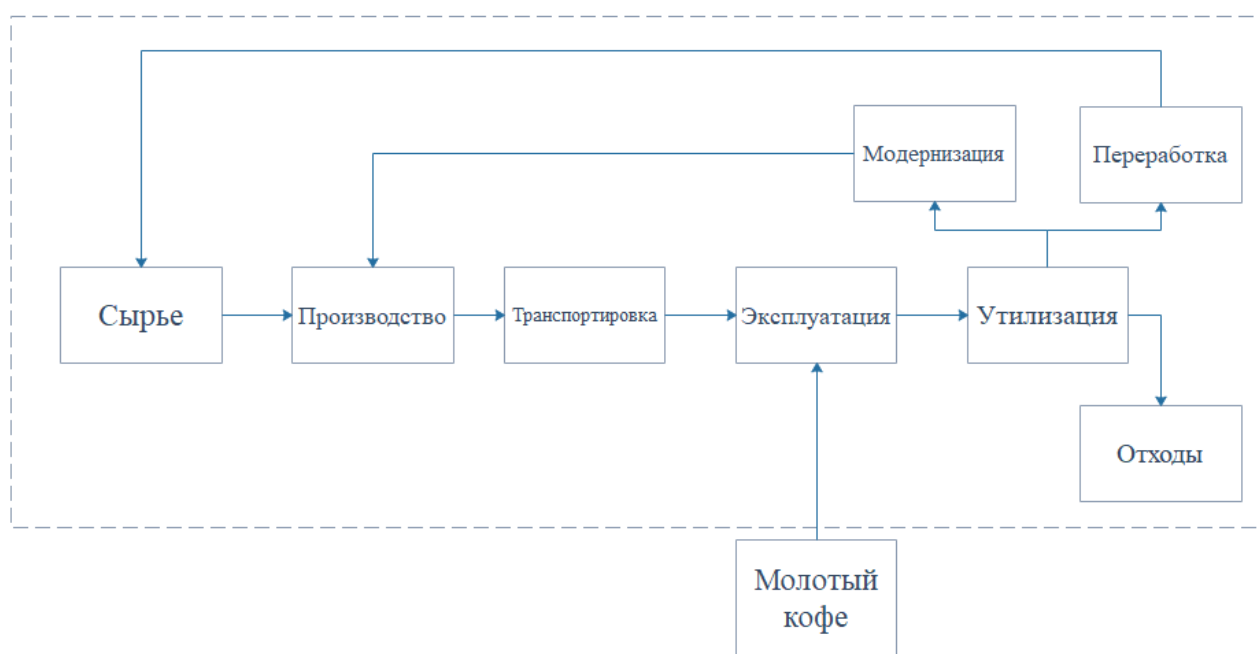 Модернизация
Переработка
Сырье
Производство
Транспортировка
Эксплуатация
Утилизация
Отходы
Молотый
кофе